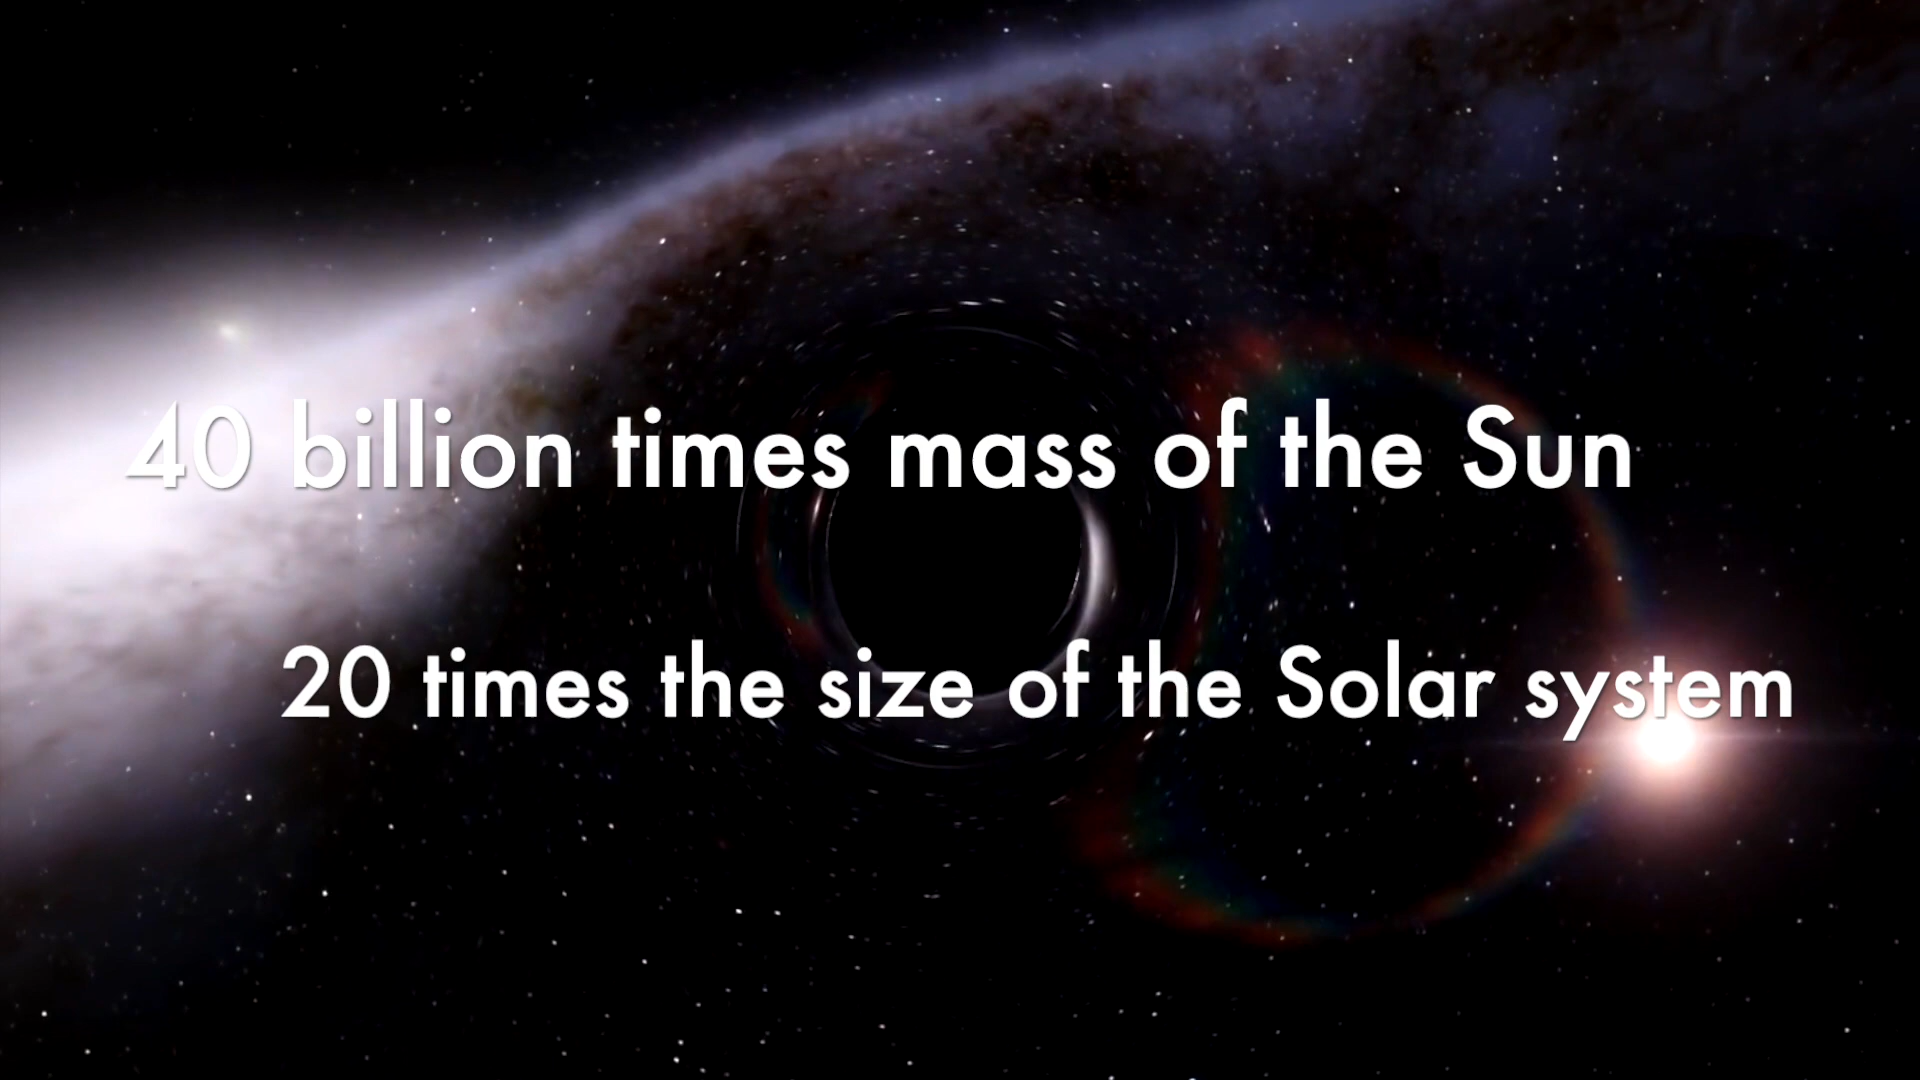 40 billion times mass of the Sun
20 times the size of the Solar system